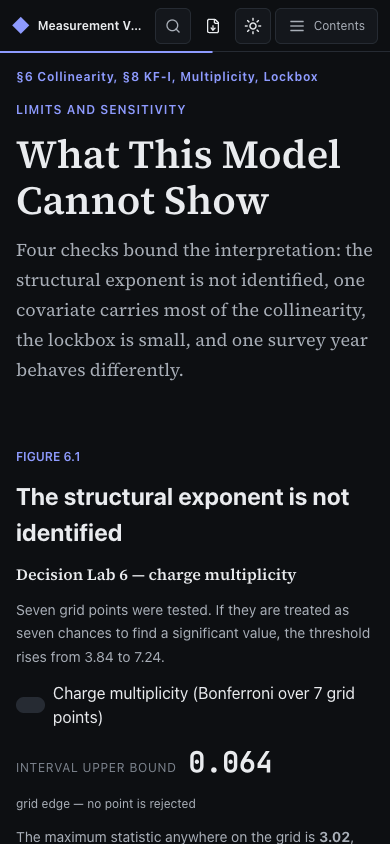 Measurement V...
Contents
§6 Collinearity, §8 KF-I, Multiplicity, Lockbox
LIMITS AND SENSITIVITY
What This Model
Cannot Show
Four checks bound the interpretation: the
structural exponent is not identified, one
covariate carries most of the collinearity,
the lockbox is small, and one survey year
behaves differently.
FIGURE 6.1
The structural exponent is not
identified
Decision Lab 6 — charge multiplicity
Seven grid points were tested. If they are treated as
seven chances to find a significant value, the threshold
rises from 3.84 to 7.24.
Charge multiplicity (Bonferroni over 7 grid
points)
INTERVAL UPPER BOUND 0.064
grid edge — no point is rejected
The maximum statistic anywhere on the grid is 3.02,